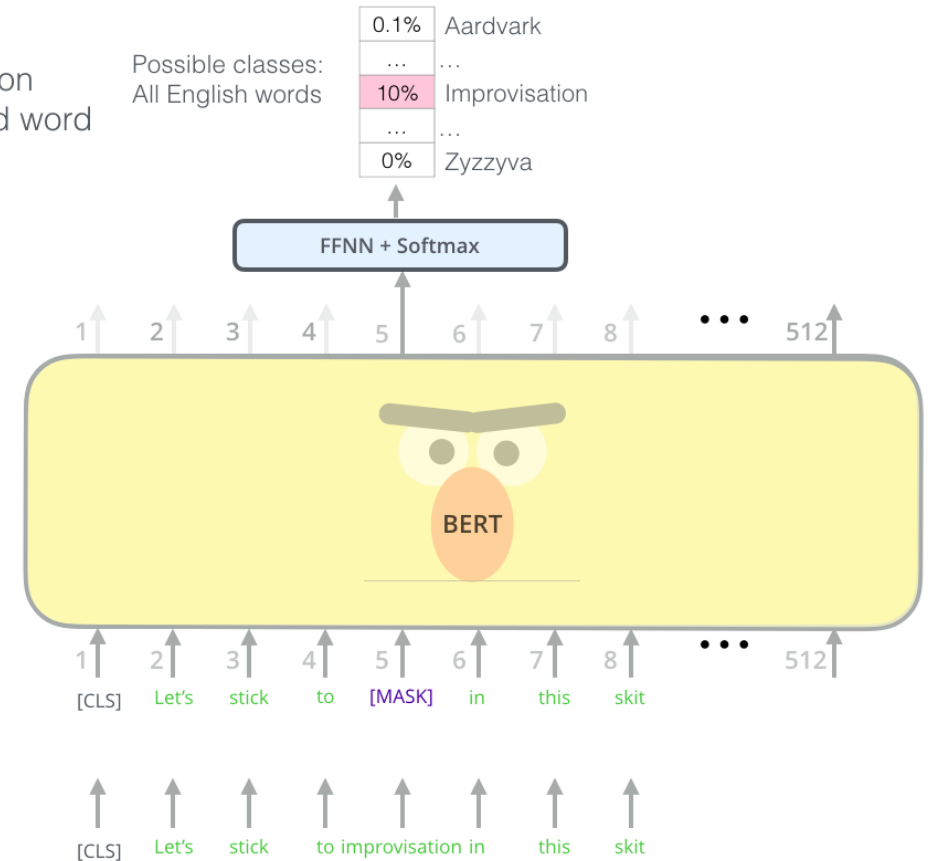 0.1% Aardvark
... ...
Possible classes:
All English words
10% Improvisation
... ...
0% Zyzzyva
on
d word
FFNN + Softmax
1 2 3 4 5 6 7 8 ... 512
BERT
1 2 3 4 5 6 7 8 ... 512
[CLS] Let's stick to [MASK] in this skit
[CLS] Let's stick to improvisation in this skit